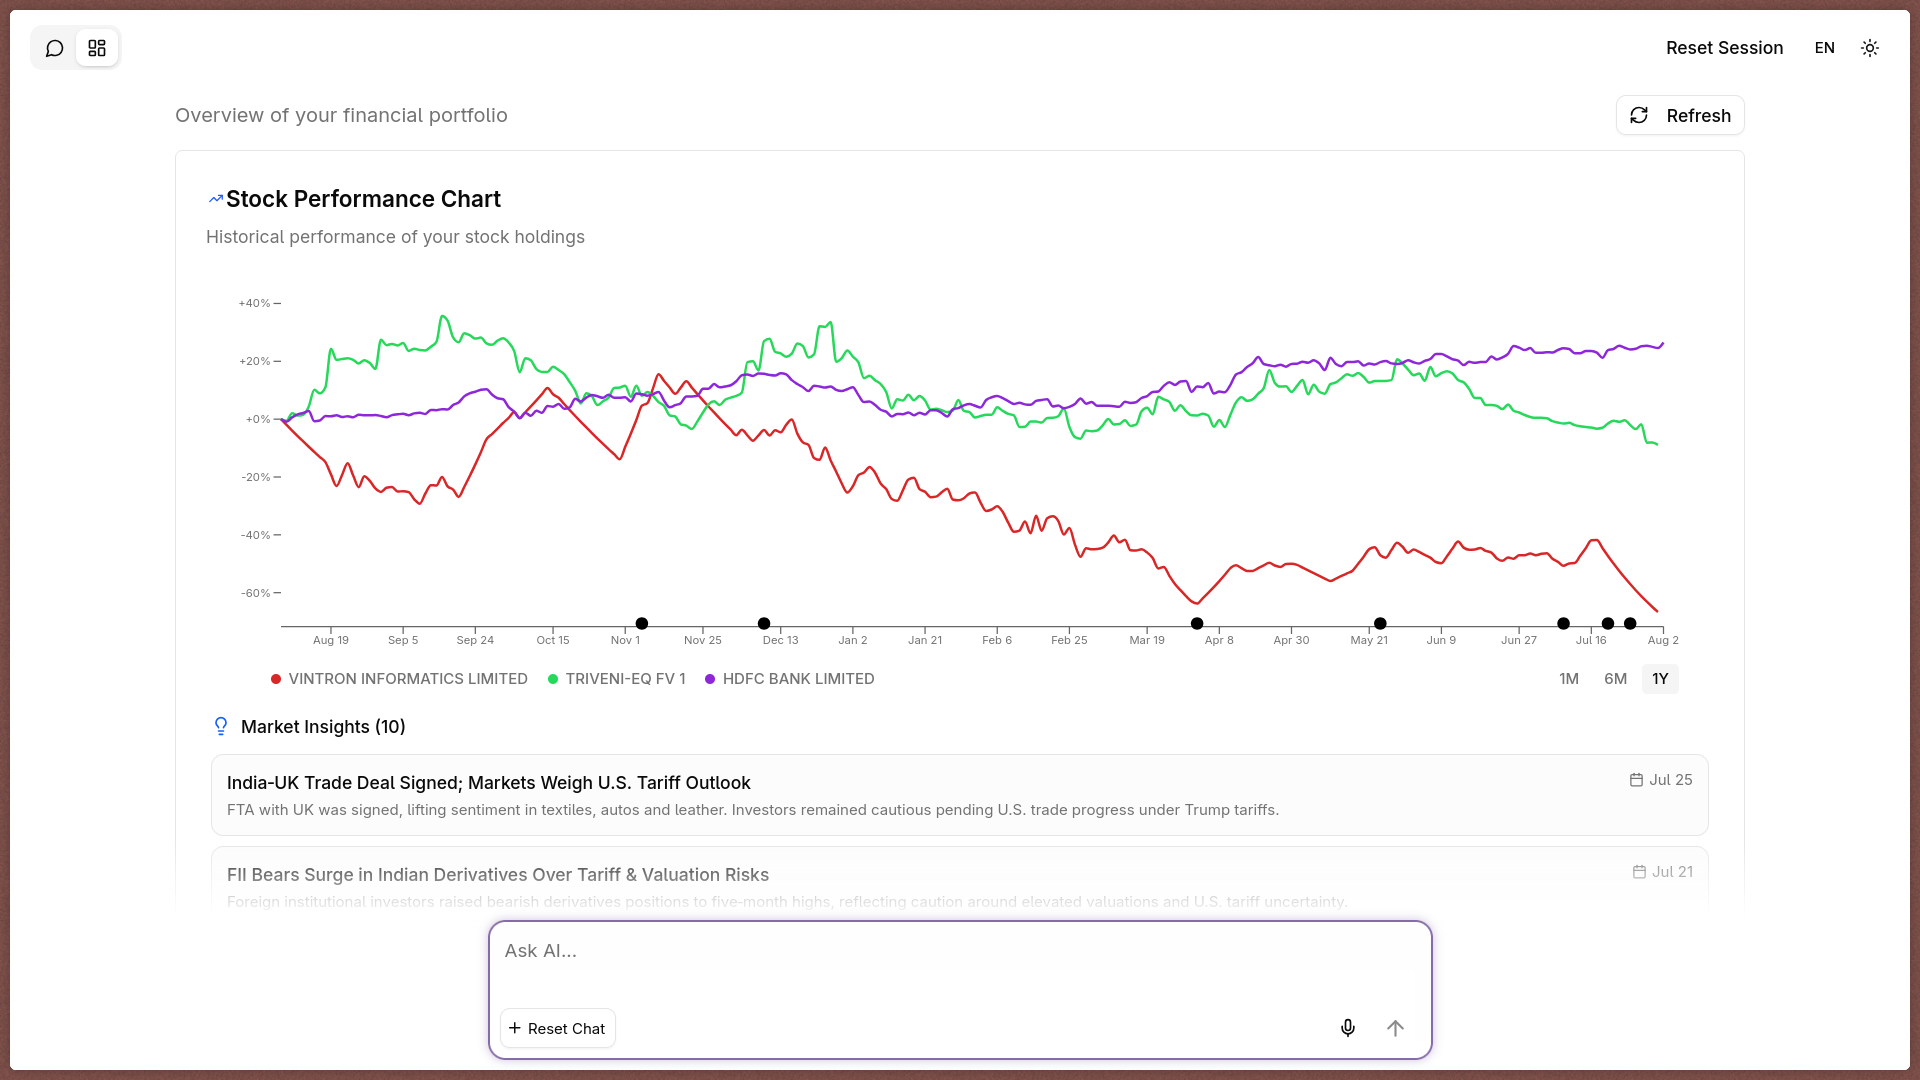 Reset Session
EN
Overview of your financial portfolio
Refresh
Stock Performance Chart
Historical performance of your stock holdings
+40%
+20%
+0%
-20%
-40%
-60%
Aug 19 Sep 5 Sep 24 Oct 15 Nov 1 Nov 25 Dec 13 Jan 2 Jan 21 Feb 6 Feb 25 Mar 19 Apr 8 Apr 30 May 21 Jun 9 Jun 27 Jul 16 Aug 2
VINTRON INFORMATICS LIMITED TRIVENI-EQ FV 1 HDFC BANK LIMITED
1M 6M 1Y
Market Insights (10)
India-UK Trade Deal Signed; Markets Weigh U.S. Tariff Outlook
Jul 25
FTA with UK was signed, lifting sentiment in textiles, autos and leather. Investors remained cautious pending U.S. trade progress under Trump tariffs.
FII Bears Surge in Indian Derivatives Over Tariff & Valuation Risks
Jul 21
Foreign institutional investors raised bearish derivatives positions to five-month highs, reflecting caution around elevated valuations and U.S. tariff uncertainty.
Ask AI...
Reset Chat